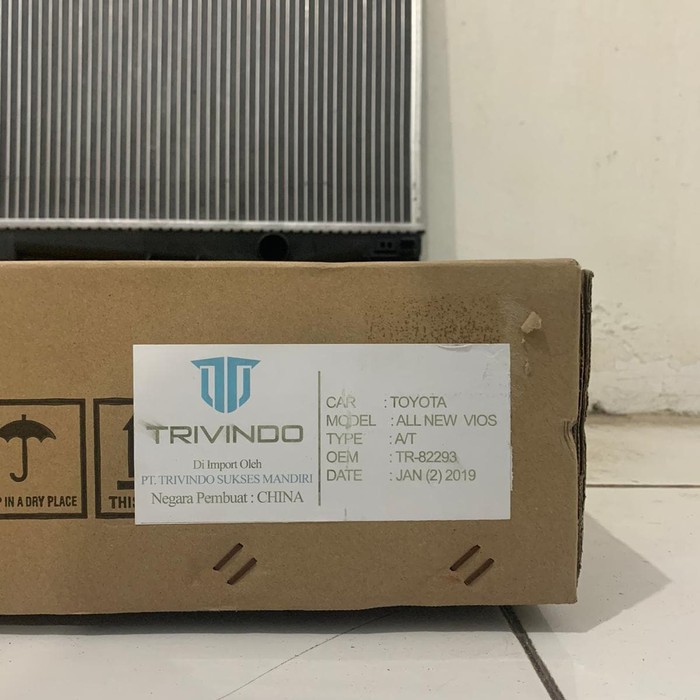 TRIVINDO
Di Import Oleh
PT. TRIVINDO SUKSES MANDIRI
Negara Pembuat : CHINA
CAR : TOYOTA
MODEL : ALL NEW VIOS
TYPE : A/T
OEM : TR-82293
DATE : JAN (2) 2019
IN A DRY PLACE
THIS